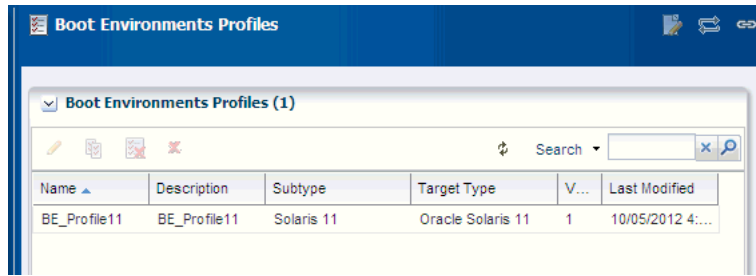 Boot Environments Profiles
Boot Environments Profiles (1)
Search
Name Description Subtype Target Type V... Last Modified
BE_Profile11 BE_Profile11 Solaris 11 Oracle Solaris 11 1 10/05/2012 4:...